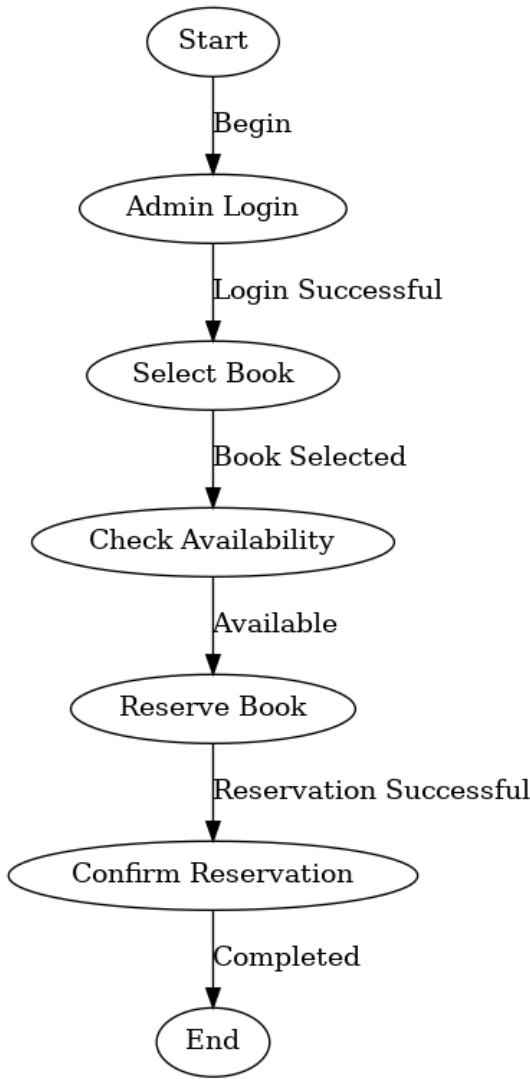 Start
Begin
Admin Login
Login Successful
Select Book
Book Selected
Check Availability
Available
Reserve Book
Reservation Successful
Confirm Reservation
Completed
End